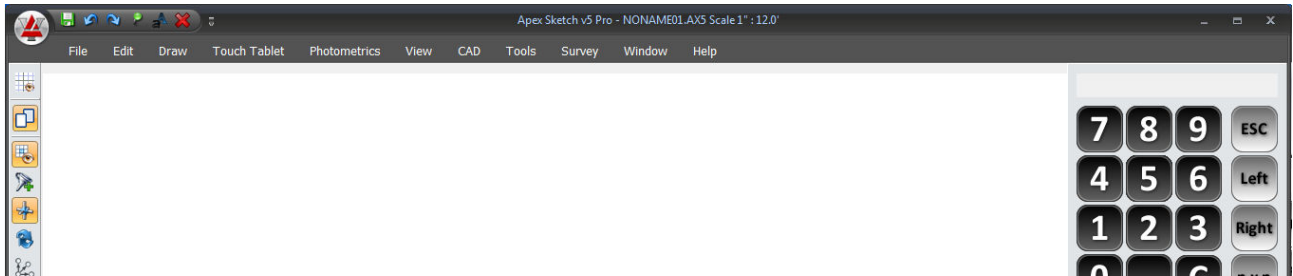 Apex Sketch v5 Pro - NONAME01.AX5 Scale 1" : 12.0'
File Edit Draw Touch Tablet Photometrics View CAD Tools Survey Window Help
7 8 9 ESC
4 5 6 Left
1 2 3 Right
0 C